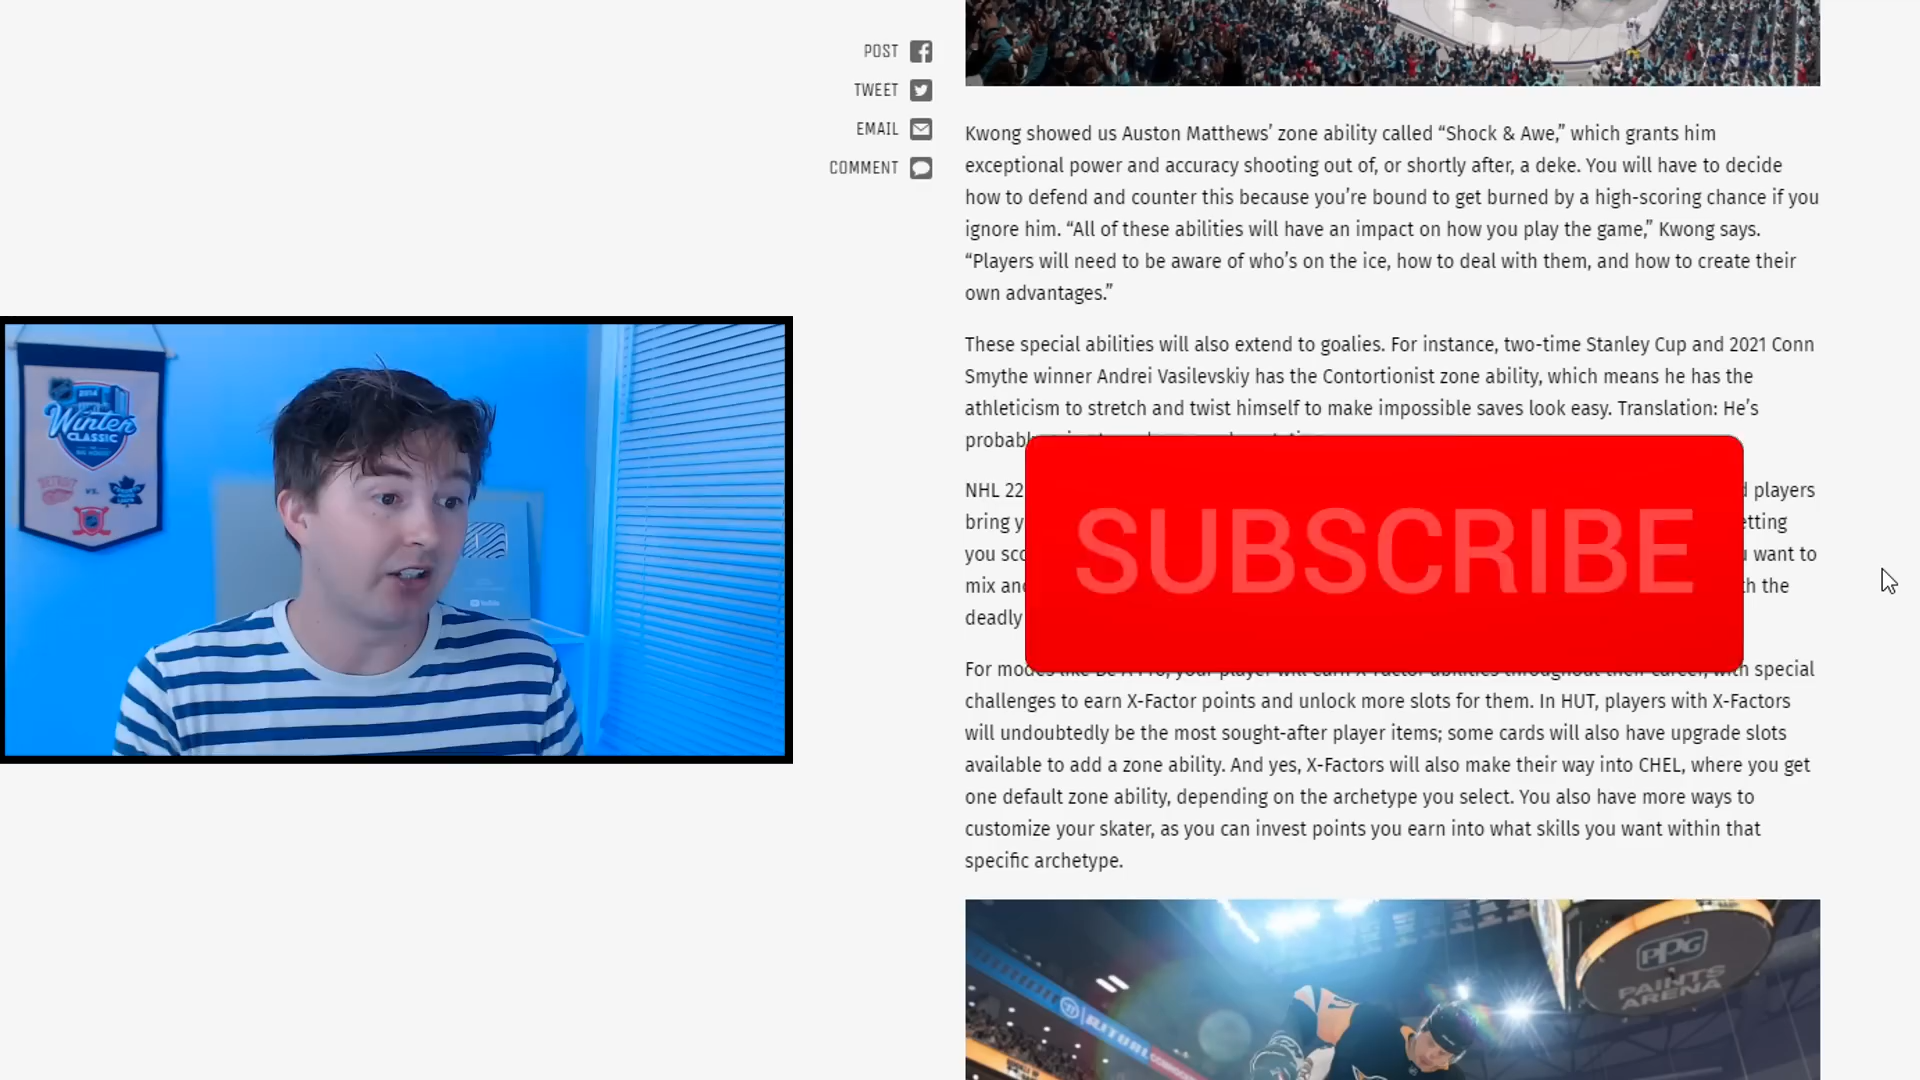 POST
TWEET
EMAIL
COMMENT
Kwong showed us Auston Matthews’ zone ability called “Shock & Awe,” which grants him
exceptional power and accuracy shooting out of, or shortly after, a deke. You will have to decide
how to defend and counter this because you’re bound to get burned by a high-scoring chance if you
ignore him. “All of these abilities will have an impact on how you play the game,” Kwong says.
“Players will need to be aware of who’s on the ice, how to deal with them, and how to create their
own advantages.”
These special abilities will also extend to goalies. For instance, two-time Stanley Cup and 2021 Conn
Smythe winner Andrei Vasilevskiy has the Contortionist zone ability, which means he has the
athleticism to stretch and twist himself to make impossible saves look easy. Translation: He’s
NHL 22 players
bring
you want to
mix the
deadly
SUBSCRIBE
For special
challenges to earn X-Factor points and unlock more slots for them. In HUT, players with X-Factors
will undoubtedly be the most sought-after player items; some cards will also have upgrade slots
available to add a zone ability. And yes, X-Factors will also make their way into CHEL, where you get
one default zone ability, depending on the archetype you select. You also have more ways to
customize your skater, as you can invest points you earn into what skills you want within that
specific archetype.
2014
Winter
CLASSIC
DETROIT
VS.
YouTube
PPG
PAINTS
ARENA